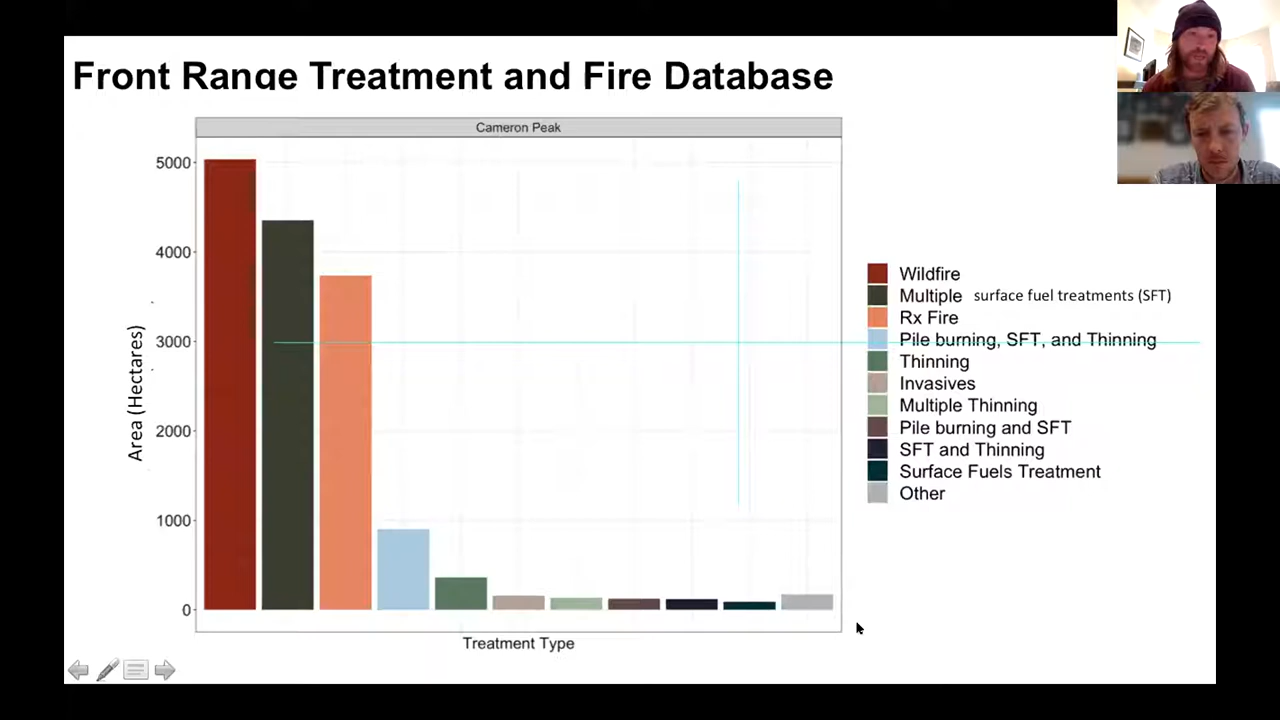 Front Range Treatment and Fire Database
Cameron Peak
5000
4000
3000
2000
1000
0
Area (Hectares)
Treatment Type
Wildfire
Multiple surface fuel treatments (SFT)
Rx Fire
Pile burning, SFT, and Thinning
Thinning
Invasives
Multiple Thinning
Pile burning and SFT
SFT and Thinning
Surface Fuels Treatment
Other